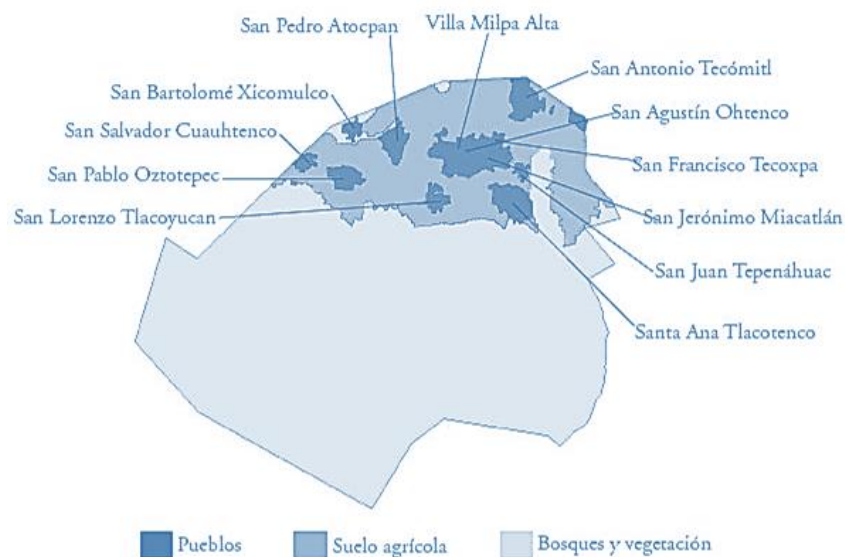 San Pedro Atocpan
Villa Milpa Alta
San Antonio Tecómitl
San Bartolomé Xicomulco
San Agustín Ohtenco
San Salvador Cuauhtenco
San Francisco Tecoxpa
San Pablo Oztotepec
San Lorenzo Tlacoyucan
San Jerónimo Miacatlán
San Juan Tepenáhuac
Santa Ana Tlacotenco
Pueblos
Suelo agrícola
Bosques y vegetación